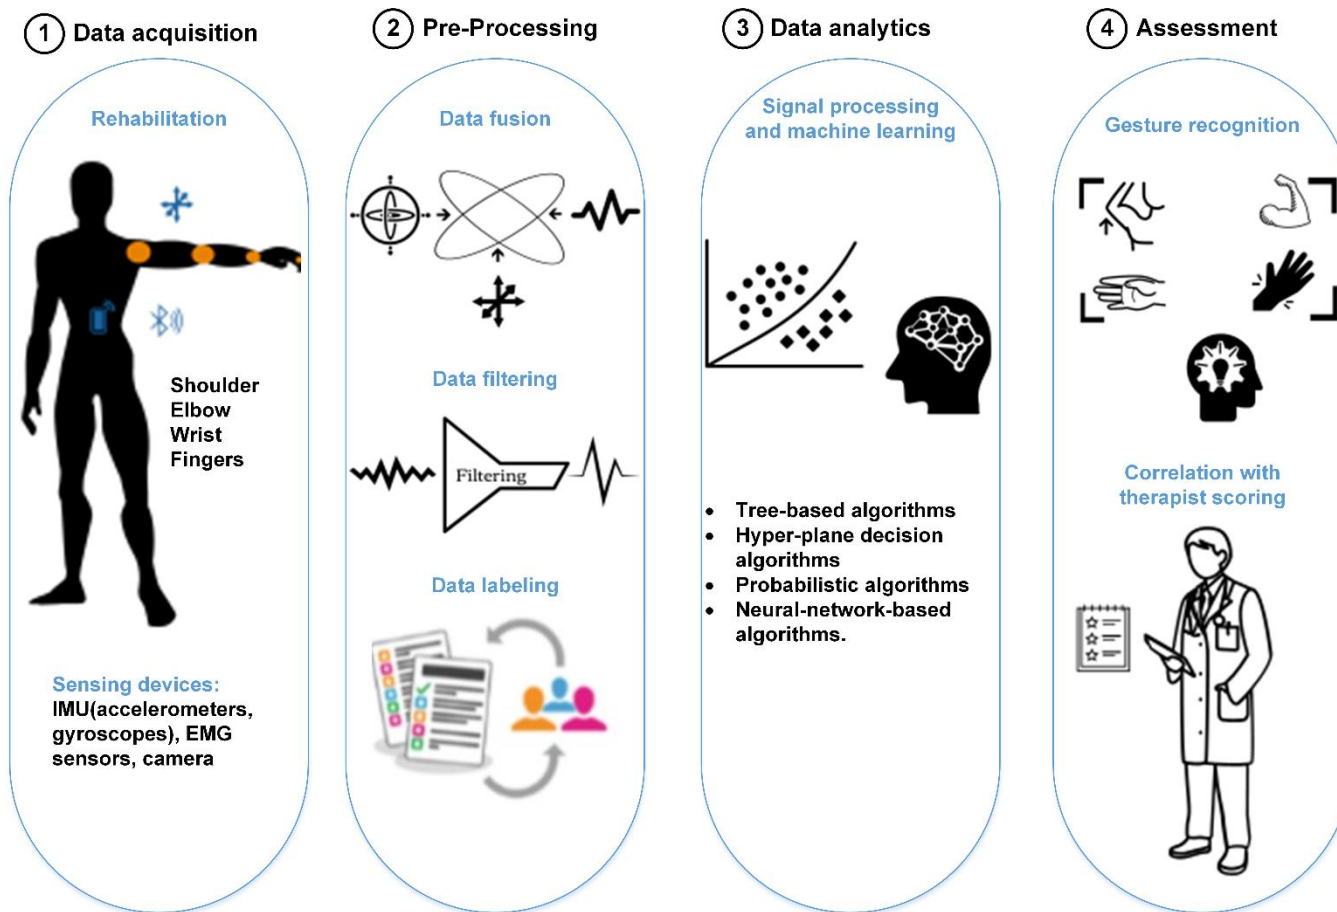 1 Data acquisition
Rehabilitation
Shoulder
Elbow
Wrist
Fingers
Sensing devices:
IMU(accelerometers,
gyroscopes), EMG
sensors, camera
2 Pre-Processing
Data fusion
Data filtering
Filtering
Data labeling
3 Data analytics
Signal processing
and machine learning
• Tree-based algorithms
• Hyper-plane decision
algorithms
• Probabilistic algorithms
• Neural-network-based
algorithms.
4 Assessment
Gesture recognition
Correlation with
therapist scoring